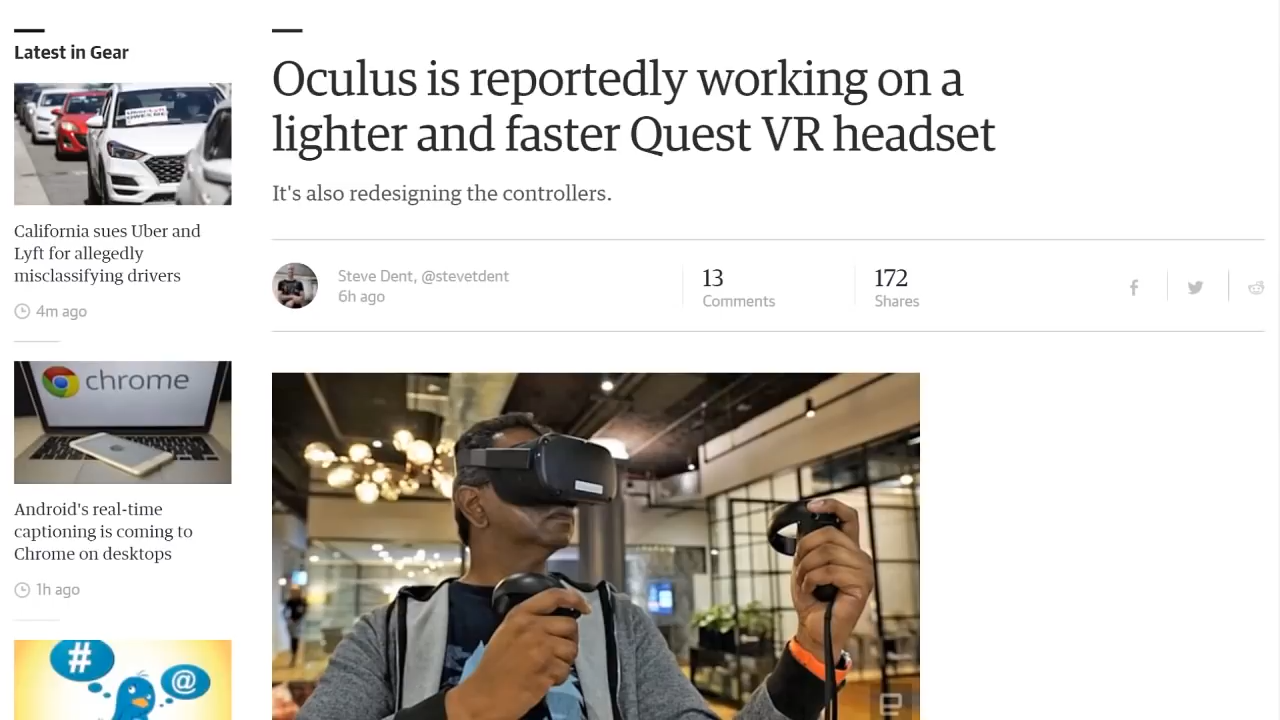 Latest in Gear
California sues Uber and
Lyft for allegedly
misclassifying drivers
4m ago
chrome
Android's real-time
captioning is coming to
Chrome on desktops
1h ago
#
@
Oculus is reportedly working on a
lighter and faster Quest VR headset
It's also redesigning the controllers.
Steve Dent, @stevetdent
6h ago
13
Comments
172
Shares